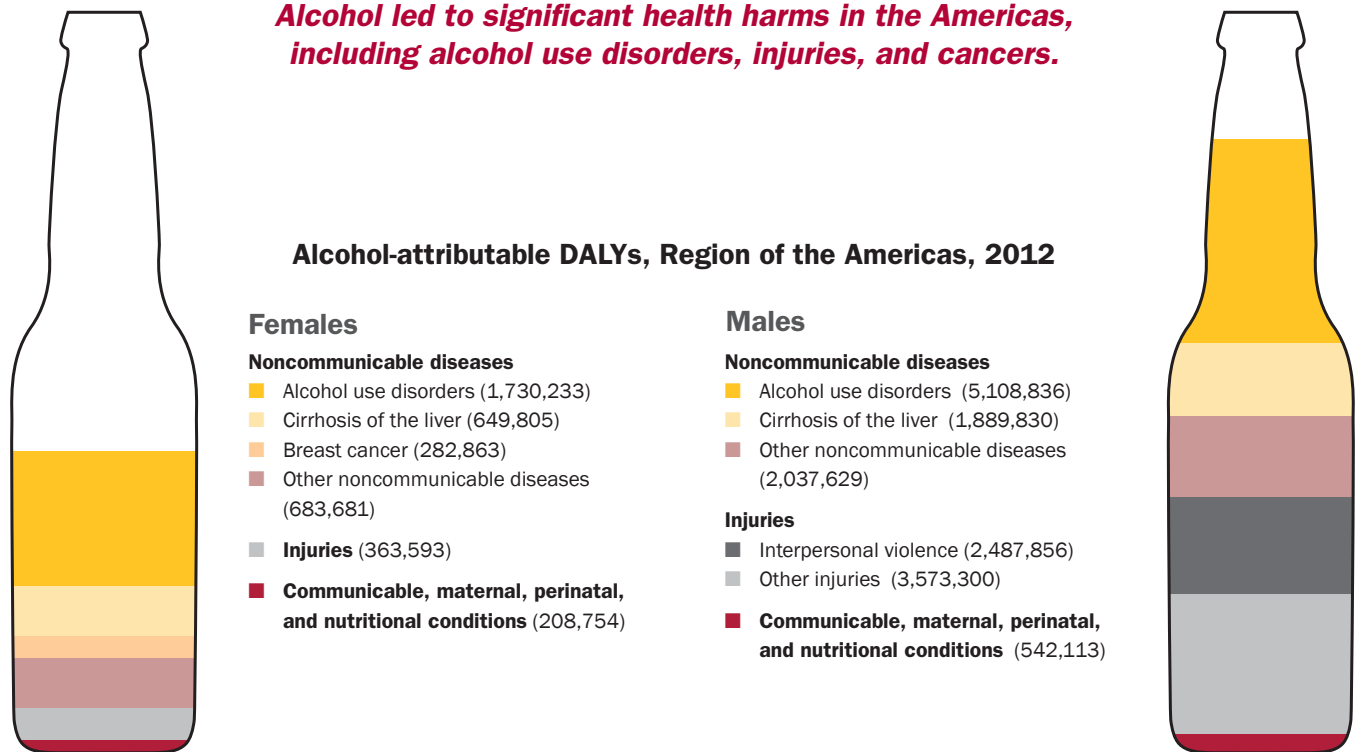 Alcohol led to significant health harms in the Americas,
including alcohol use disorders, injuries, and cancers.
Alcohol-attributable DALYs, Region of the Americas, 2012
Females
Noncommunicable diseases
Alcohol use disorders (1,730,233)
Cirrhosis of the liver (649,805)
Breast cancer (282,863)
Other noncommunicable diseases
(683,681)
Injuries (363,593)
Communicable, maternal, perinatal,
and nutritional conditions (208,754)
Males
Noncommunicable diseases
Alcohol use disorders (5,108,836)
Cirrhosis of the liver (1,889,830)
Other noncommunicable diseases
(2,037,629)
Injuries
Interpersonal violence (2,487,856)
Other injuries (3,573,300)
Communicable, maternal, perinatal,
and nutritional conditions (542,113)